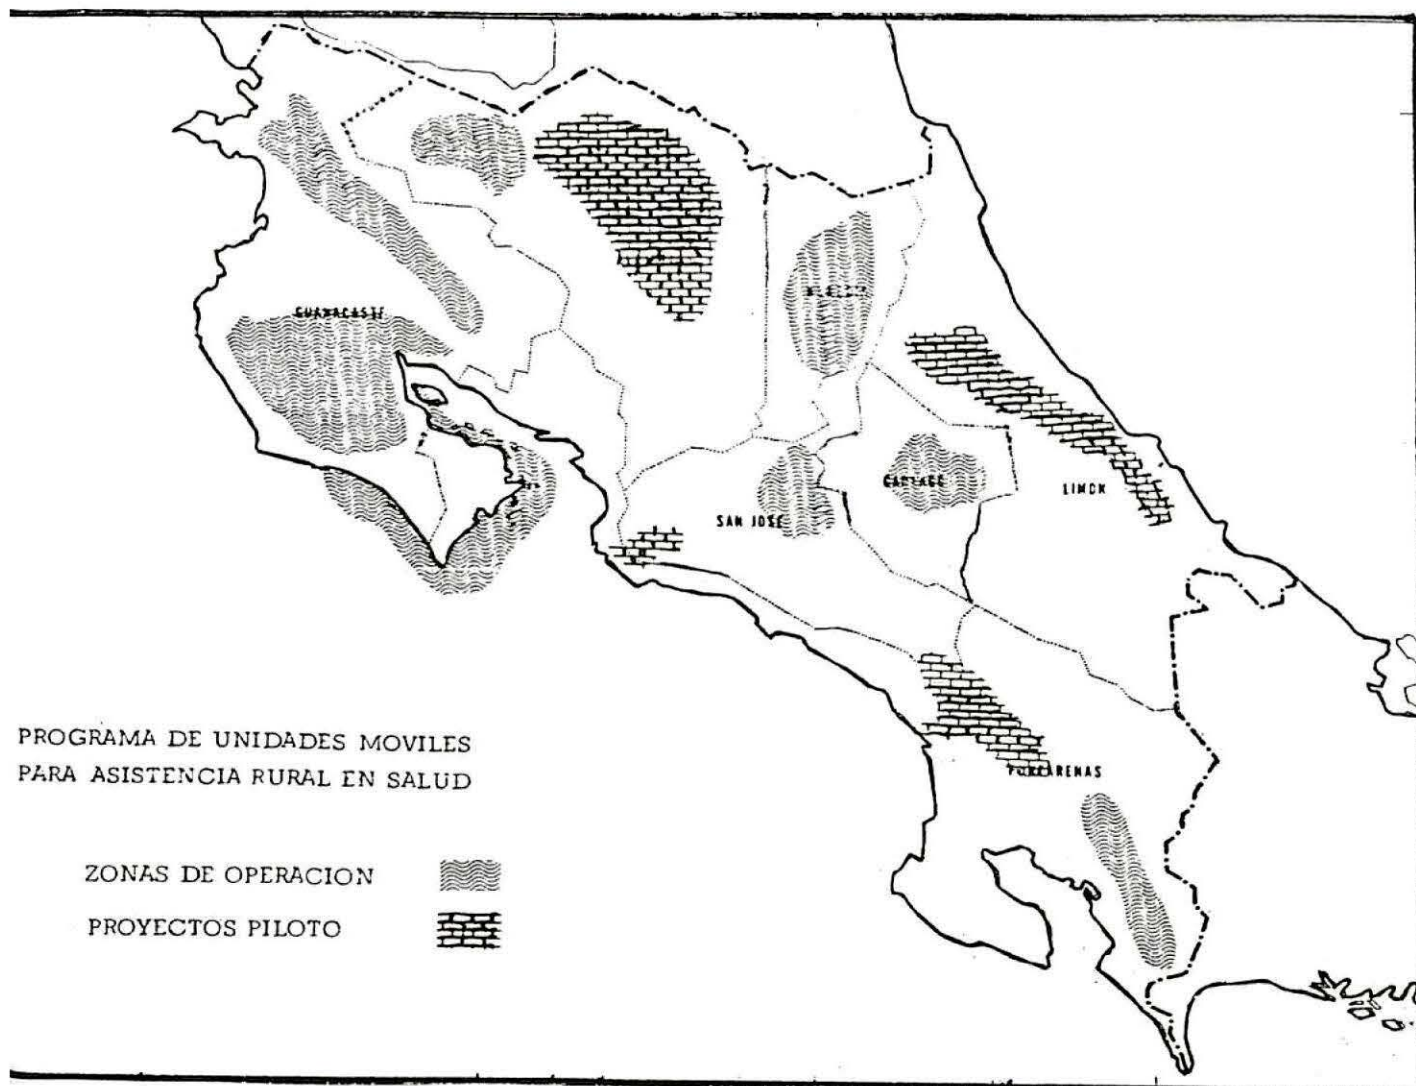 GUANACASTE
CARTAGO
LIMON
SAN JOSE
PUNTARENAS
PROGRAMA DE UNIDADES MOVILES
PARA ASISTENCIA RURAL EN SALUD
ZONAS DE OPERACION
PROYECTOS PILOTO